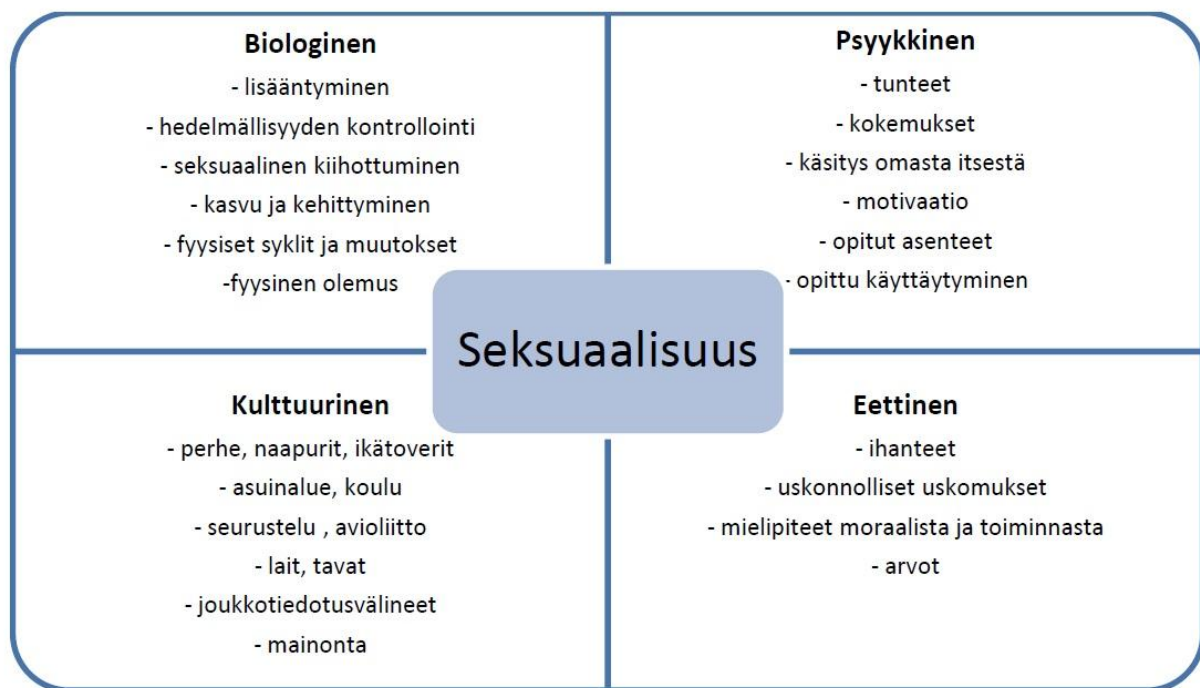 Biologinen
- lisääntyminen
- hedelmällisyyden kontrollointi
- seksuaalinen kiihottuminen
- kasvu ja kehittyminen
- fyysiset syklit ja muutokset
-fyysinen olemus
Psyykkinen
- tunteet
- kokemukset
- käsitys omasta itsestä
- motivaatio
- opitut asenteet
- opittu käyttäytyminen
Seksuaalisuus
Kulttuurinen
- perhe, naapurit, ikätoverit
- asuinalue, koulu
- seurustelu , avioliitto
- lait, tavat
- joukkotiedotusvälineet
- mainonta
Eettinen
- ihanteet
- uskonnolliset uskomukset
- mielipiteet moraalista ja toiminnasta
- arvot